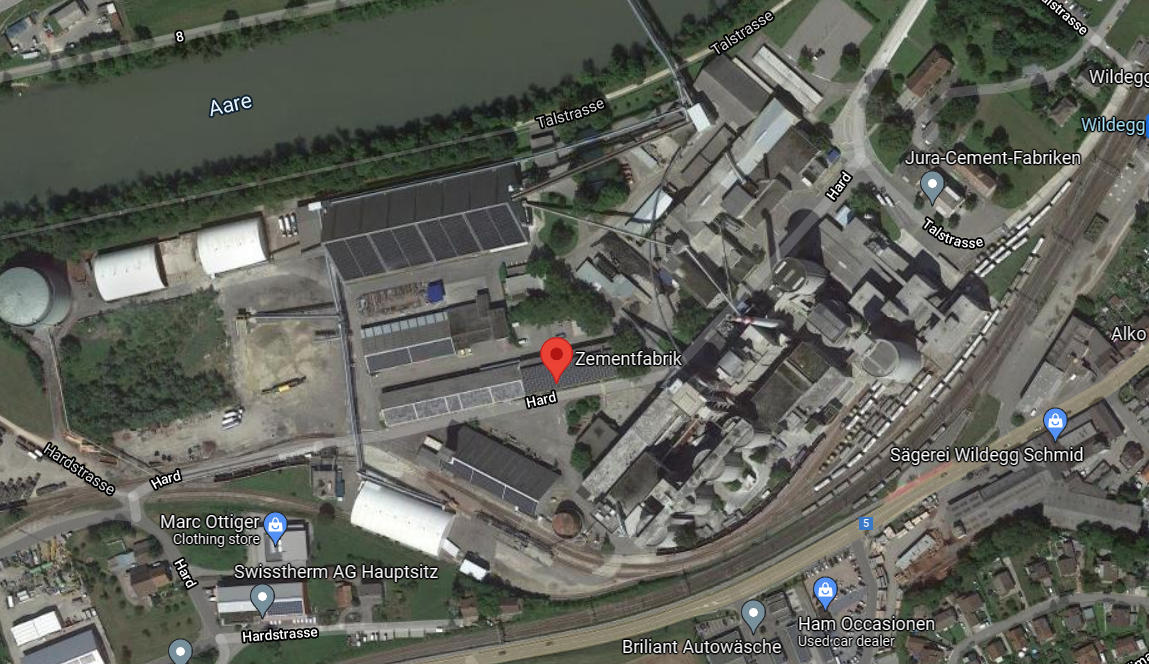 8
Talstrasse
alstrasse
Wildegg
Aare
Talstrasse
Wildegg
Jura-Cement-Fabriken
Hard
Talstrasse
Alko
Zementfabrik
Hard
Sägerei Wildegg Schmid
Hardstrasse
Hard
5
Marc Ottiger
Clothing store
Hard
Swisstherm AG Hauptsitz
Hardstrasse
Ham Occasionen
Used car dealer
Briliant Autowäsche